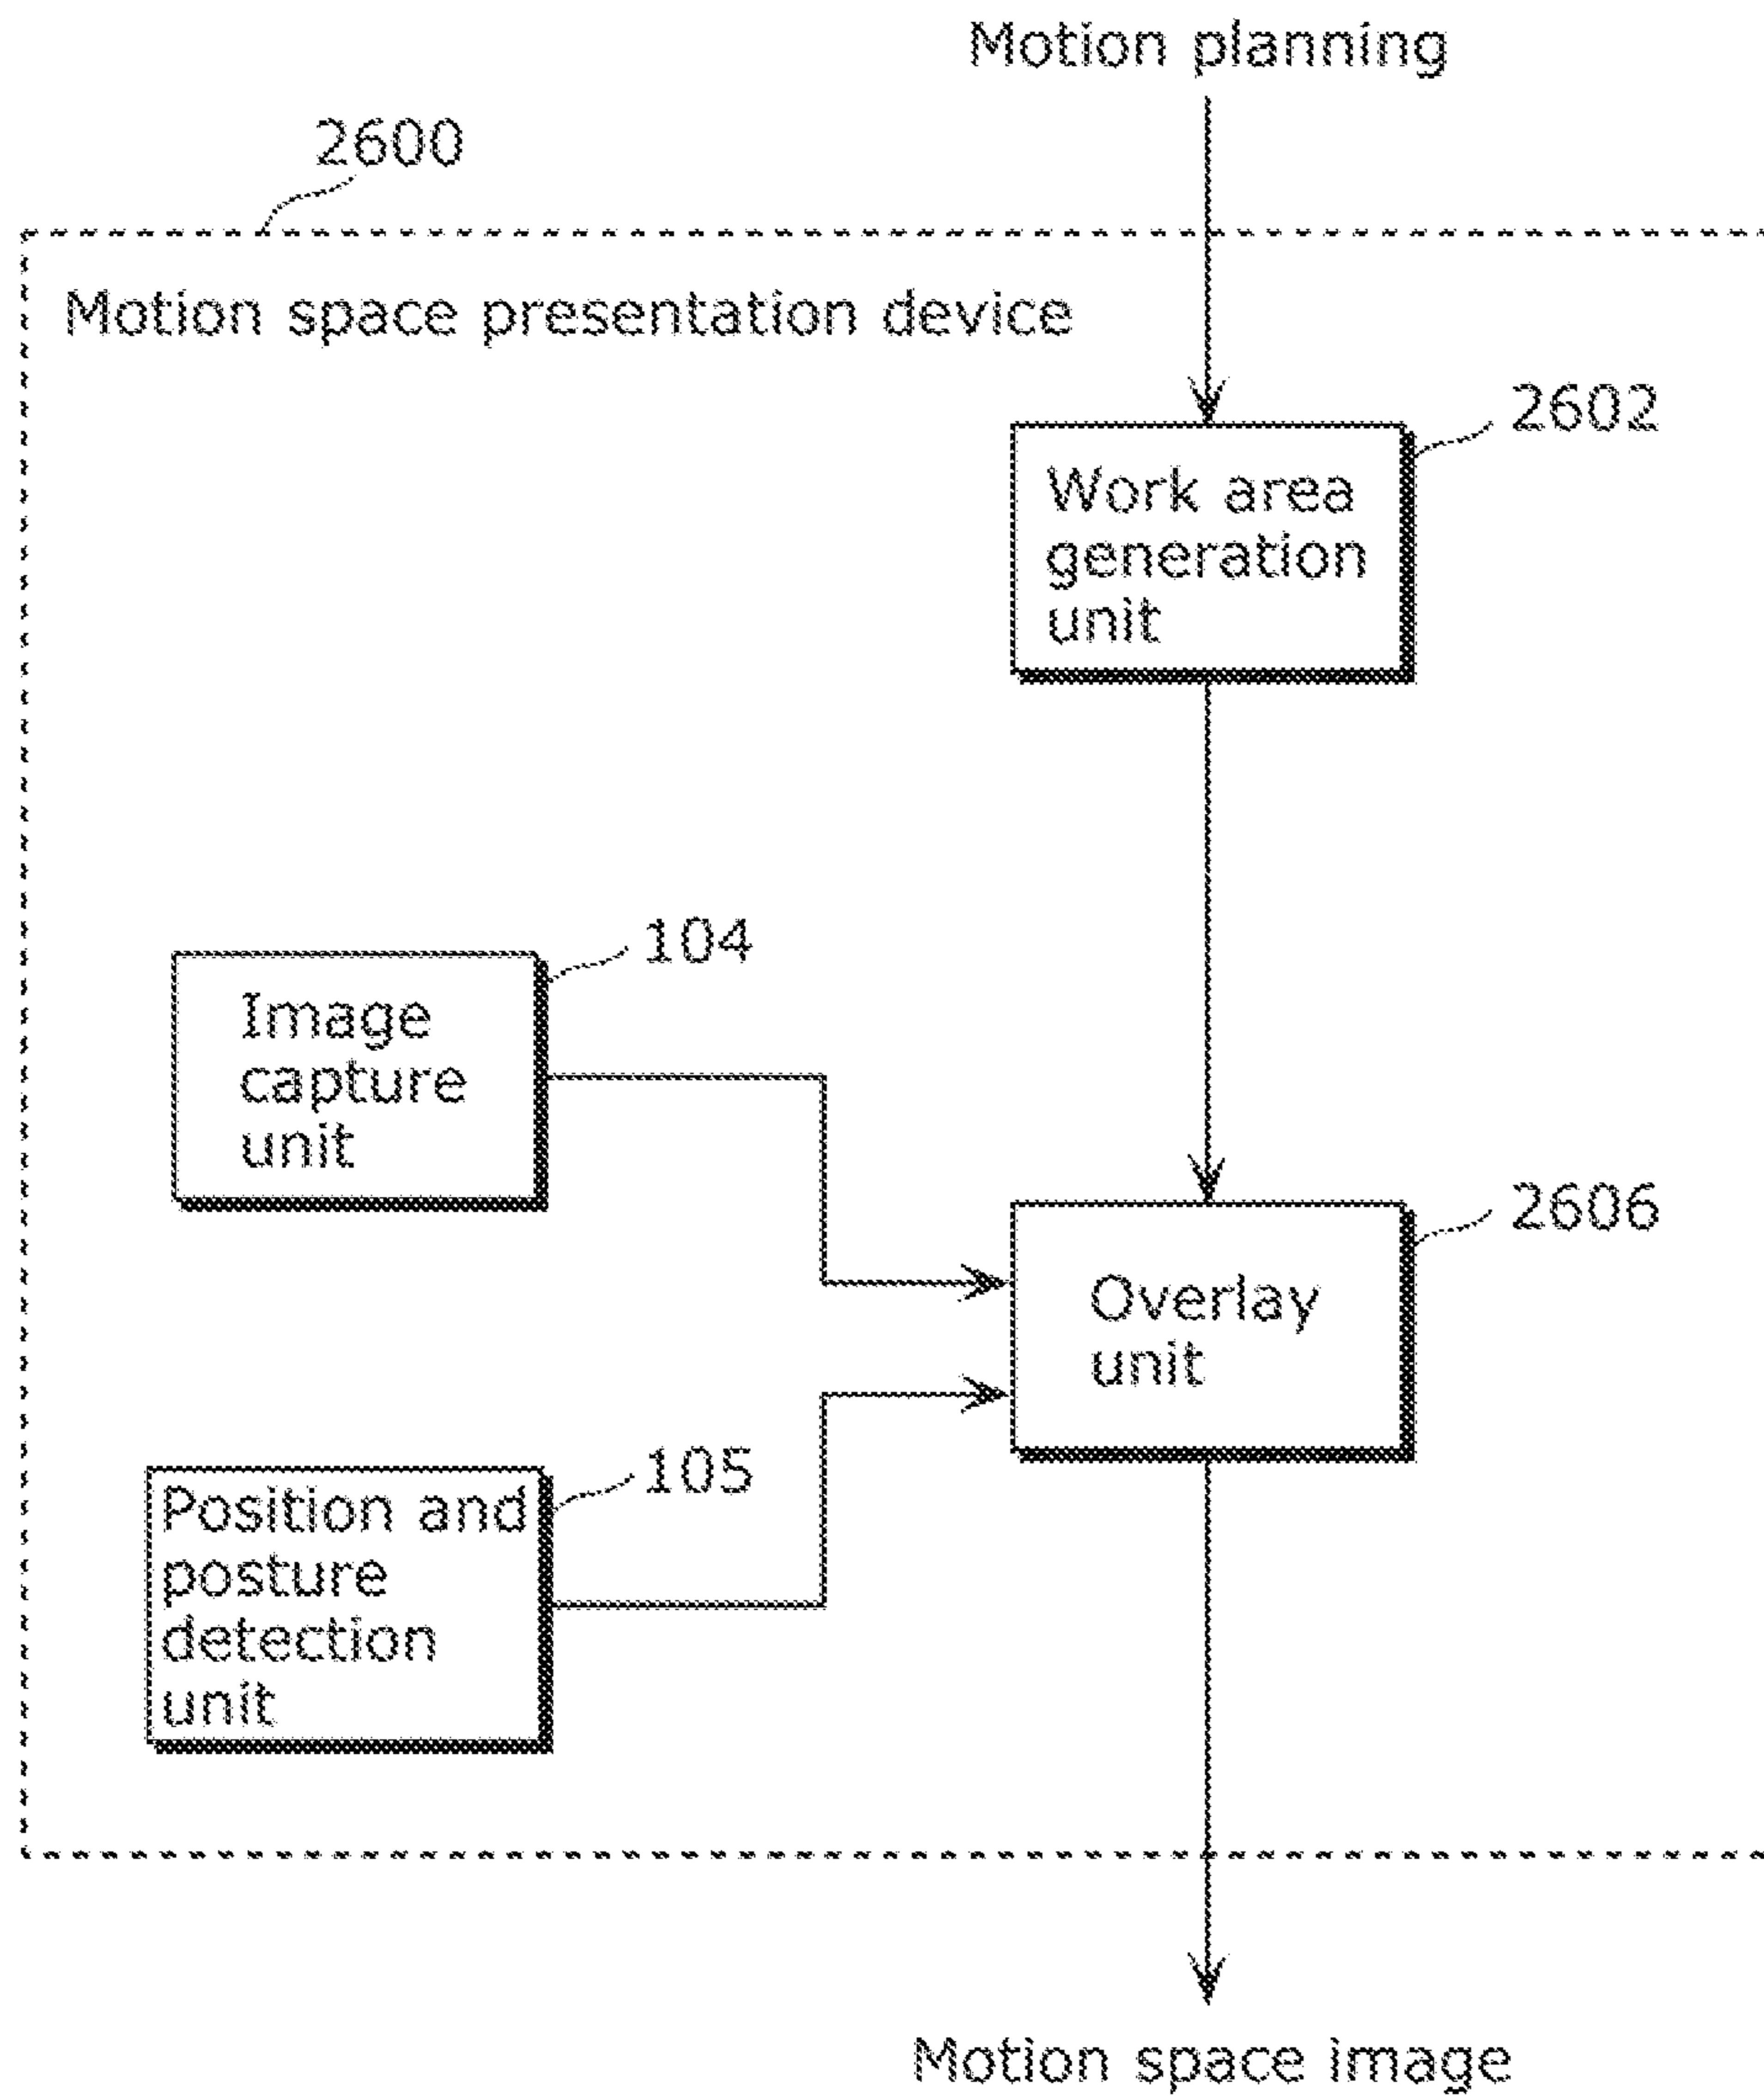 Motion planning
2600
Motion space presentation device
2602
Work area
generation
unit
104
Image
capture
unit
2606
Overlay
unit
105
Position and
posture
detection
unit
Motion space image